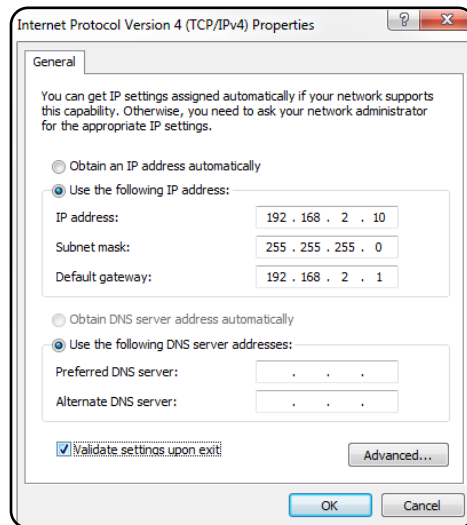 Internet Protocol Version 4 (TCP/IPv4) Properties
? X
General
You can get IP settings assigned automatically if your network supports
this capability. Otherwise, you need to ask your network administrator
for the appropriate IP settings.
Obtain an IP address automatically
Use the following IP address:
IP address: 192 . 168 . 2 . 10
Subnet mask: 255 . 255 . 255 . 0
Default gateway: 192 . 168 . 2 . 1
Obtain DNS server address automatically
Use the following DNS server addresses:
Preferred DNS server: . . .
Alternate DNS server: . . .
Validate settings upon exit
Advanced...
OK Cancel